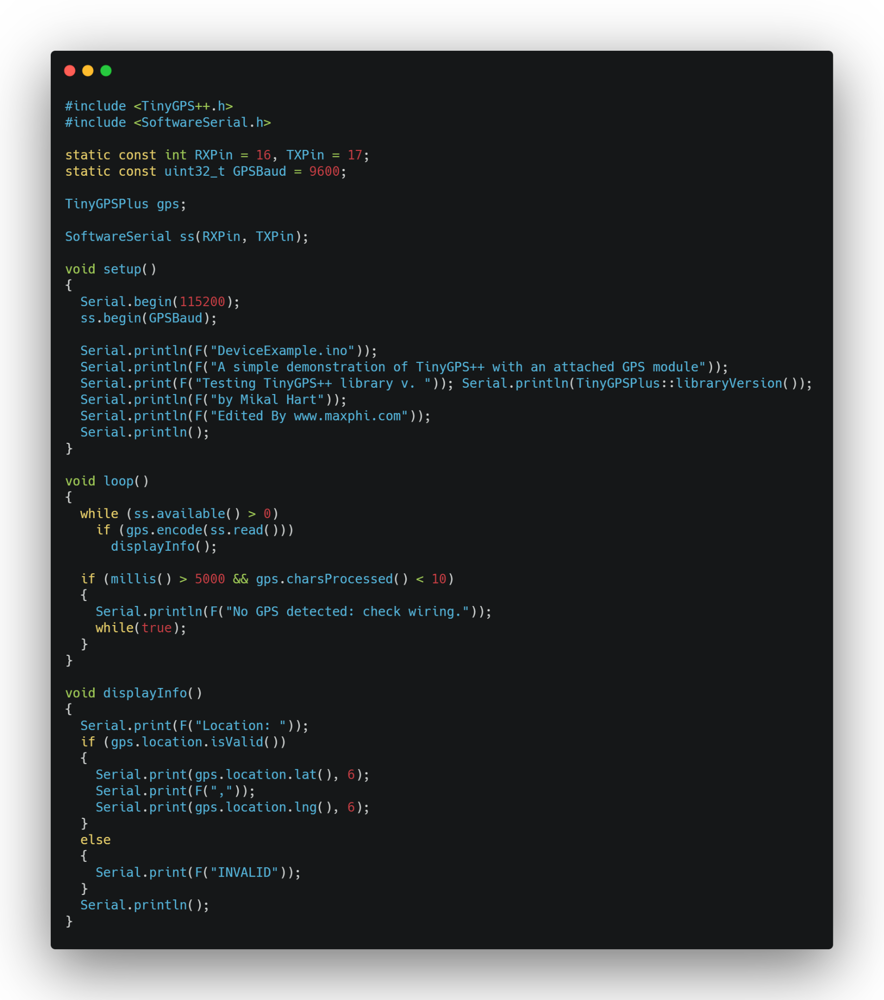 #include <TinyGPS++.h>
#include <SoftwareSerial.h>

static const int RXPin = 16, TXPin = 17;
static const uint32_t GPSBaud = 9600;

TinyGPSPlus gps;

SoftwareSerial ss(RXPin, TXPin);

void setup()
{
  Serial.begin(115200);
  ss.begin(GPSBaud);

  Serial.println(F("DeviceExample.ino"));
  Serial.println(F("A simple demonstration of TinyGPS++ with an attached GPS module"));
  Serial.print(F("Testing TinyGPS++ library v. ")); Serial.println(TinyGPSPlus::libraryVersion());
  Serial.println(F("by Mikal Hart"));
  Serial.println(F("Edited By www.maxphi.com"));
  Serial.println();
}

void loop()
{
  while (ss.available() > 0)
    if (gps.encode(ss.read()))
      displayInfo();

  if (millis() > 5000 && gps.charsProcessed() < 10)
  {
    Serial.println(F("No GPS detected: check wiring."));
    while(true);
  }
}

void displayInfo()
{
  Serial.print(F("Location: "));
  if (gps.location.isValid())
  {
    Serial.print(gps.location.lat(), 6);
    Serial.print(F(","));
    Serial.print(gps.location.lng(), 6);
  }
  else
  {
    Serial.print(F("INVALID"));
  }
  Serial.println();
}